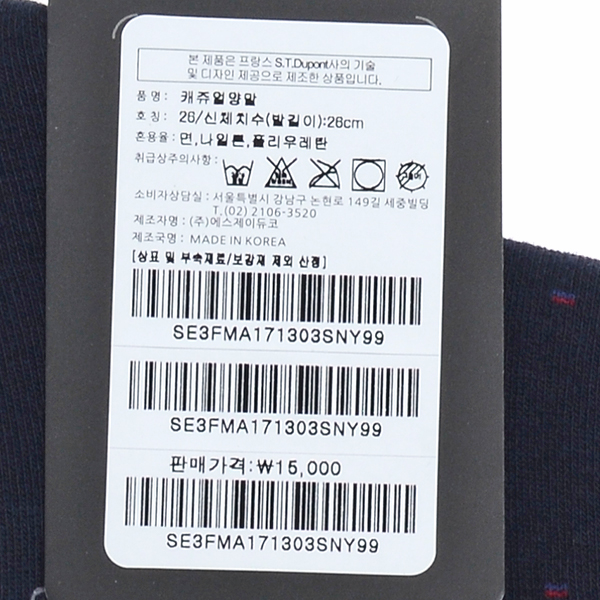 본 제품은 프랑스 S.T.Dupont사의 기술
및 디자인 제공으로 제조한 상품입니다.
품 명 : 캐쥬얼양말
호 칭 : 26/신체치수(발길이):26cm
혼용율 : 면,나일론,폴리우레탄
취급상주의사항 :
소비자상담실 : 서울특별시 강남구 논현로 149길 세중빌딩
T.(02) 2106-3520
제조자명 : (주)에스제이듀코
제조국명 : MADE IN KOREA
[상표 및 부속재료/보강재 제외 산정]
SE3FMA171303SNY99
SE3FMA171303SNY99
판매가격:₩15,000
SE3FMA171303SNY99